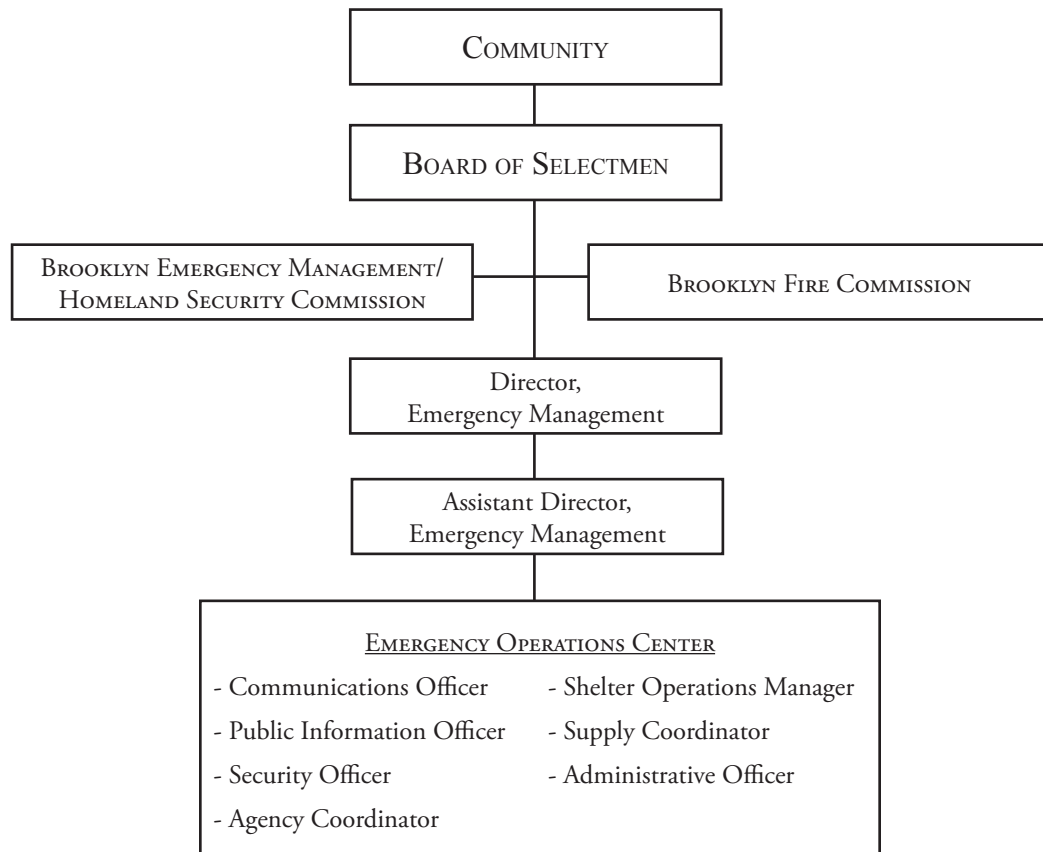 Community
Board of Selectmen
Brooklyn Emergency Management/
Homeland Security Commission
Brooklyn Fire Commission
Director,
Emergency Management
Assistant Director,
Emergency Management
Emergency Operations Center
- Communications Officer
- Public Information Officer
- Security Officer
- Agency Coordinator
- Shelter Operations Manager
- Supply Coordinator
- Administrative Officer